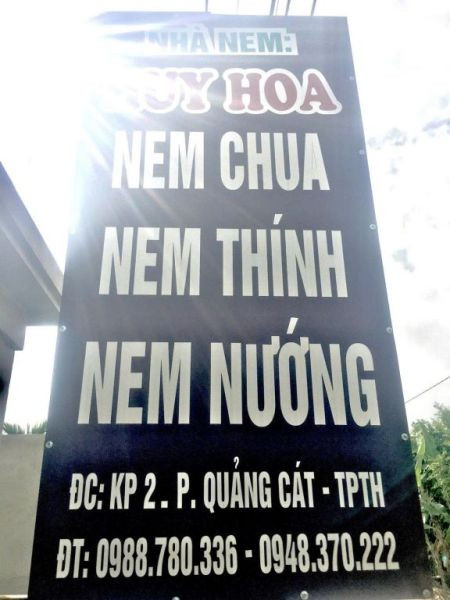 NHÀ NEM:
HOA
NEM CHUA
NEM THÍNH
NEM NƯỚNG
ĐC: KP 2 . P. QUẢNG CÁT - TPTH
ĐT: 0988.780.336 - 0948.370.222